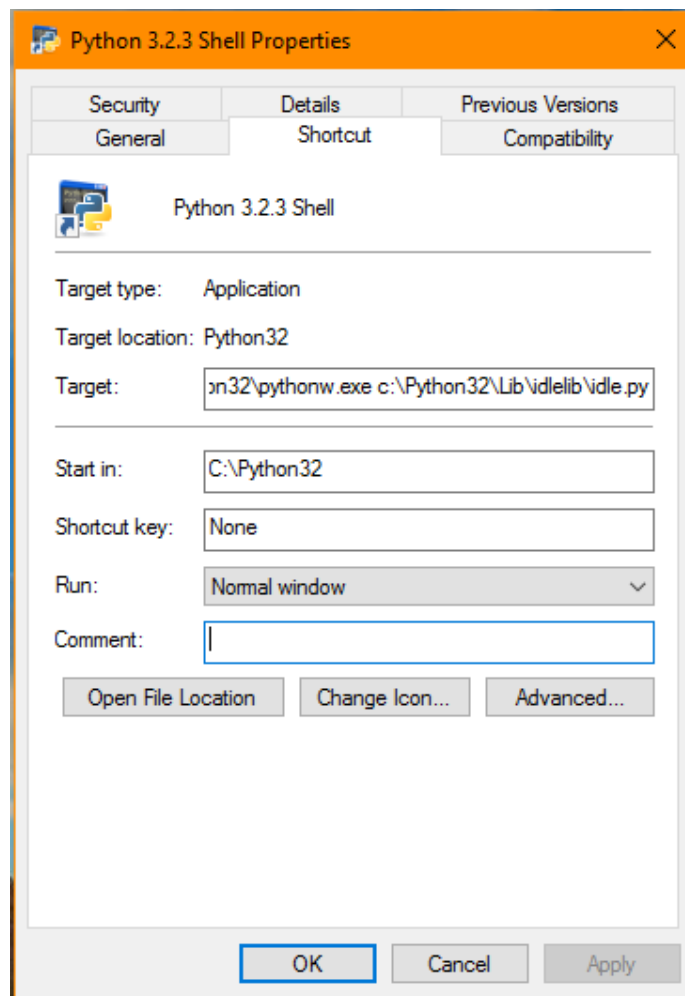 Python 3.2.3 Shell Properties
Security Details Previous Versions
General Shortcut Compatibility
Python 3.2.3 Shell
Target type: Application
Target location: Python32
Target: on32\pythonw.exe c:\Python32\Lib\idlelib\idle.py
Start in: C:\Python32
Shortcut key: None
Run: Normal window
Comment:
Open File Location Change Icon... Advanced...
OK Cancel Apply